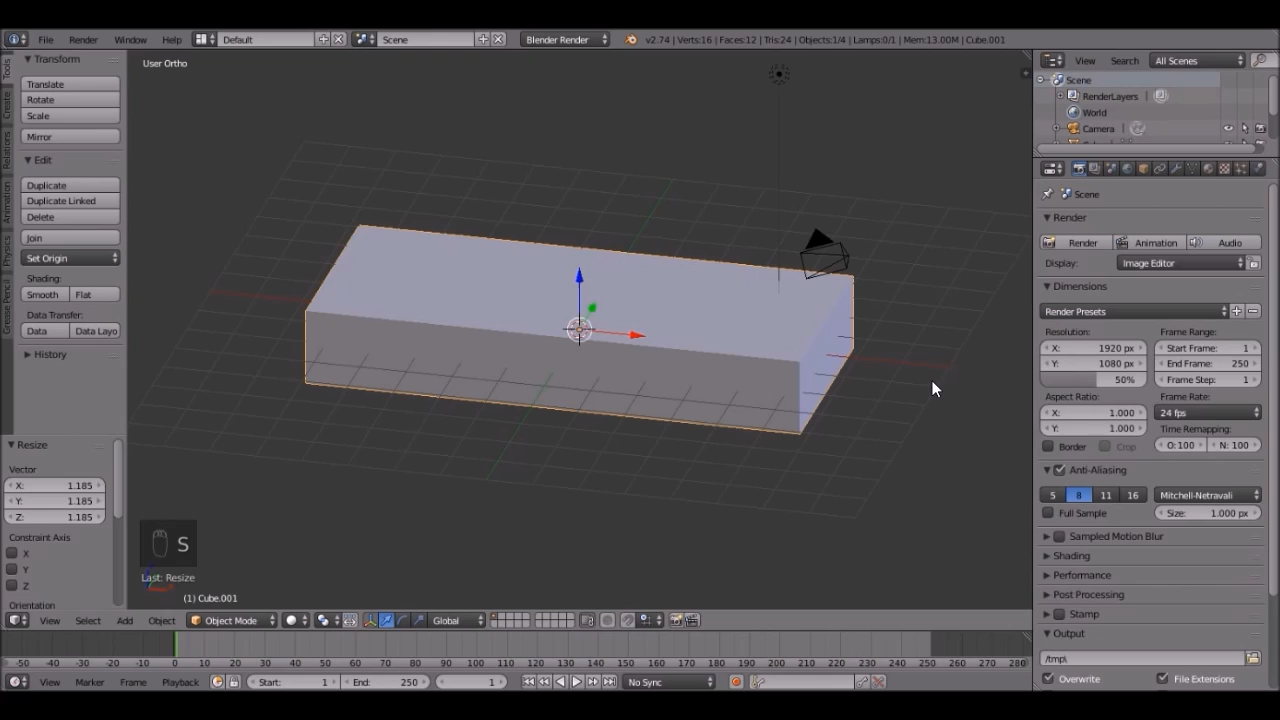 File Render Window Help Default Scene Blender Render v2.74 | Verts:16 | Faces:12 | Tris:24 | Objects:1/4 | Lamps:0/1 | Mem:13.00M | Cube.001
Tools
Create
Relations
Animation
Physics
Grease Pencil
Transform
Translate
Rotate
Scale
Mirror
Edit
Duplicate
Duplicate Linked
Delete
Join
Set Origin
Shading:
Smooth Flat
Data Transfer:
Data Data Layo
History
Resize
Vector
X: 1.185
Y: 1.185
Z: 1.185
Constraint Axis
X
Y
Z
Orientation
User Ortho
S
Last: Resize
(1) Cube.001
View Select Add Object Object Mode Global
-50 -40 -30 -20 -10 0 10 20 30 40 50 60 70 80 90 100 110 120 130 140 150 160 170 180 190 200 210 220 230 240 250 260 270 280
View Marker Frame Playback Start: 1 End: 250 1 No Sync
View Search All Scenes
Scene
RenderLayers
World
Camera
Scene
Render
Render Animation Audio
Display: Image Editor
Dimensions
Render Presets
Resolution: Frame Range:
X: 1920 px Start Frame: 1
Y: 1080 px End Frame: 250
50% Frame Step: 1
Aspect Ratio: Frame Rate:
X: 1.000 24 fps
Y: 1.000 Time Remapping:
Border Crop O: 100 N: 100
Anti-Aliasing
5 8 11 16 Mitchell-Netravali
Full Sample Size: 1.000 px
Sampled Motion Blur
Shading
Performance
Post Processing
Stamp
Output
/tmp\
Overwrite File Extensions